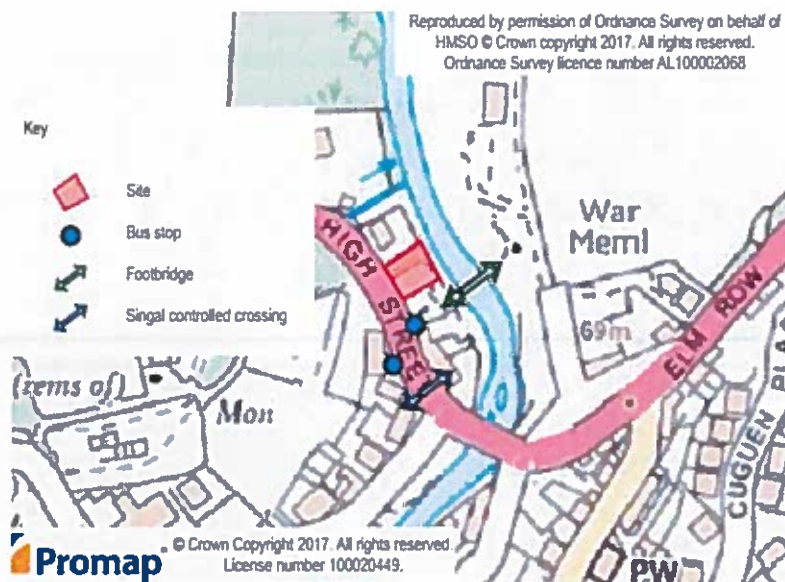 Reproduced by permission of Ordnance Survey on behalf of
HMSO © Crown copyright 2017. All rights reserved.
Ordnance Survey licence number AL100002068
Key
Site
Bus stop
Footbridge
Singal controlled crossing
HIGH STREE
War
Meml
69m
ELM ROW
CUGUEN PLA
(rems of)
Mon
PW
Promap
© Crown Copyright 2017. All rights reserved.
License number 100020449.